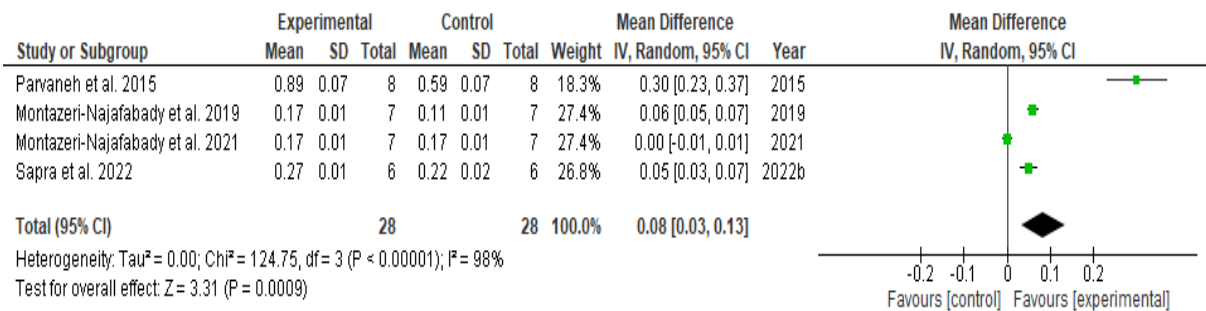 Experimental Control Mean Difference Mean Difference
Study or Subgroup Mean SD Total Mean SD Total Weight IV, Random, 95% CI Year IV, Random, 95% CI
Parvaneh et al. 2015 0.89 0.07 8 0.59 0.07 8 18.3% 0.30 [0.23, 0.37] 2015
Montazeri-Najafabady et al. 2019 0.17 0.01 7 0.11 0.01 7 27.4% 0.06 [0.05, 0.07] 2019
Montazeri-Najafabady et al. 2021 0.17 0.01 7 0.17 0.01 7 27.4% 0.00 [-0.01, 0.01] 2021
Sapra et al. 2022 0.27 0.01 6 0.22 0.02 6 26.8% 0.05 [0.03, 0.07] 2022b
Total (95% CI) 28 28 100.0% 0.08 [0.03, 0.13]
Heterogeneity: Tau² = 0.00; Chi² = 124.75, df = 3 (P < 0.00001); I² = 98%
Test for overall effect: Z = 3.31 (P = 0.0009)
-0.2 -0.1 0 0.1 0.2
Favours [control] Favours [experimental]